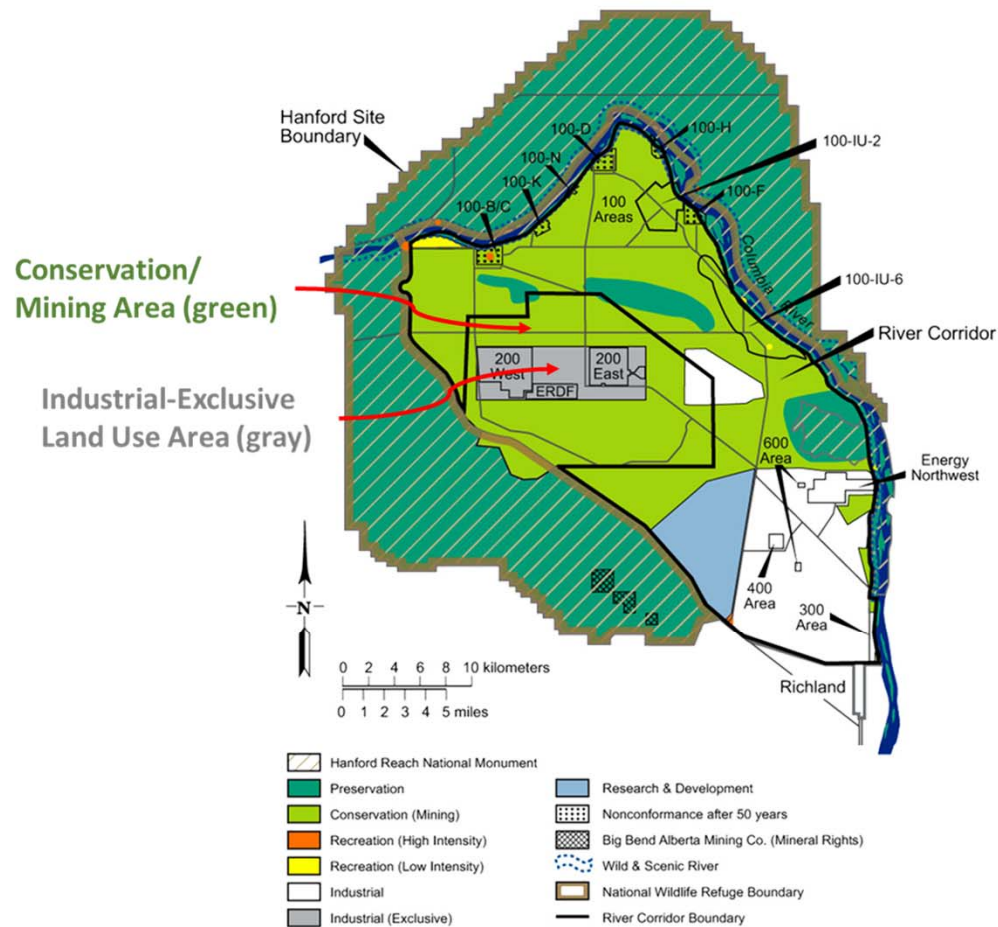 Hanford Site
Boundary
100-D
100-H
100-IU-2
100-N
100-F
100-K
100
Areas
100-B/C
Columbia River
Conservation/
Mining Area (green)
100-IU-6
River Corridor
200
West
200
East
ERDF
Industrial-Exclusive
Land Use Area (gray)
600
Area
Energy
Northwest
400
Area
300
Area
N
0 2 4 6 8 10 kilometers
0 1 2 3 4 5 miles
Richland
Hanford Reach National Monument
Preservation
Conservation (Mining)
Recreation (High Intensity)
Recreation (Low Intensity)
Industrial
Industrial (Exclusive)
Research & Development
Nonconformance after 50 years
Big Bend Alberta Mining Co. (Mineral Rights)
Wild & Scenic River
National Wildlife Refuge Boundary
River Corridor Boundary